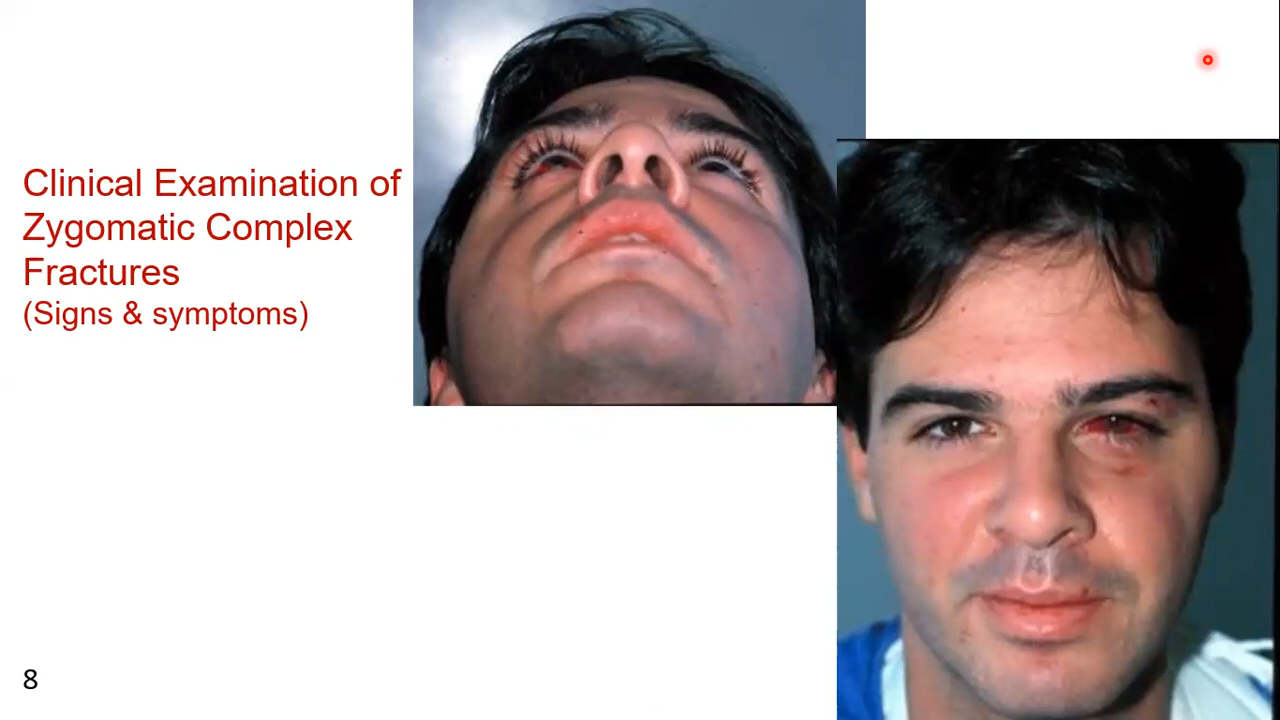 Clinical Examination of
Zygomatic Complex
Fractures
(Signs & symptoms)
8